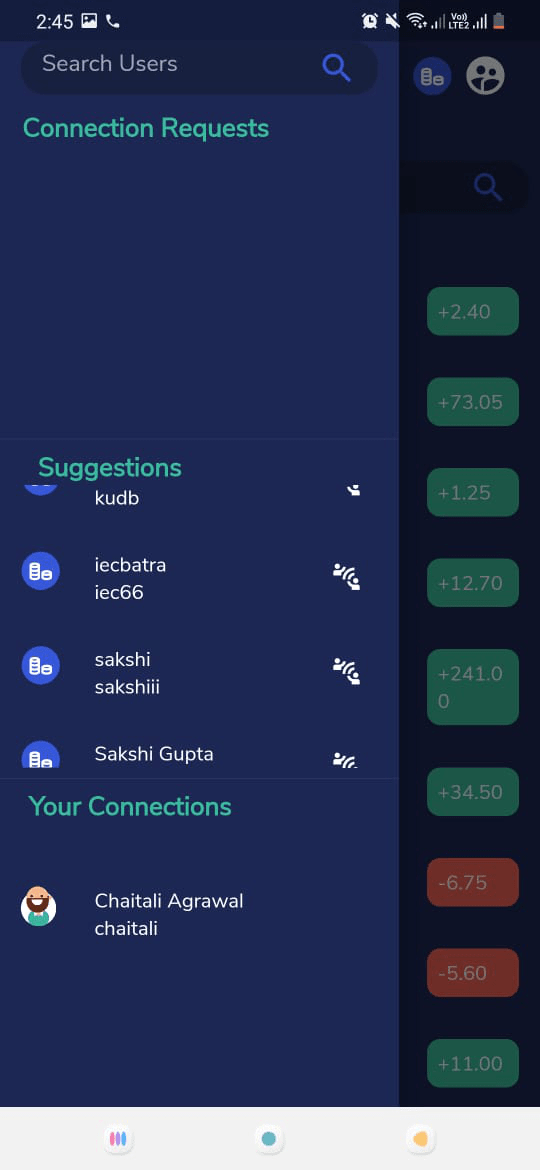 2:45 Vo)) LTE2
Search Users
Connection Requests
+2.40
+73.05
Suggestions
kudb
+1.25
iecbatra
iec66
+12.70
sakshi
sakshiii
+241.0
0
Sakshi Gupta
+34.50
Your Connections
-6.75
Chaitali Agrawal
chaitali
-5.60
+11.00